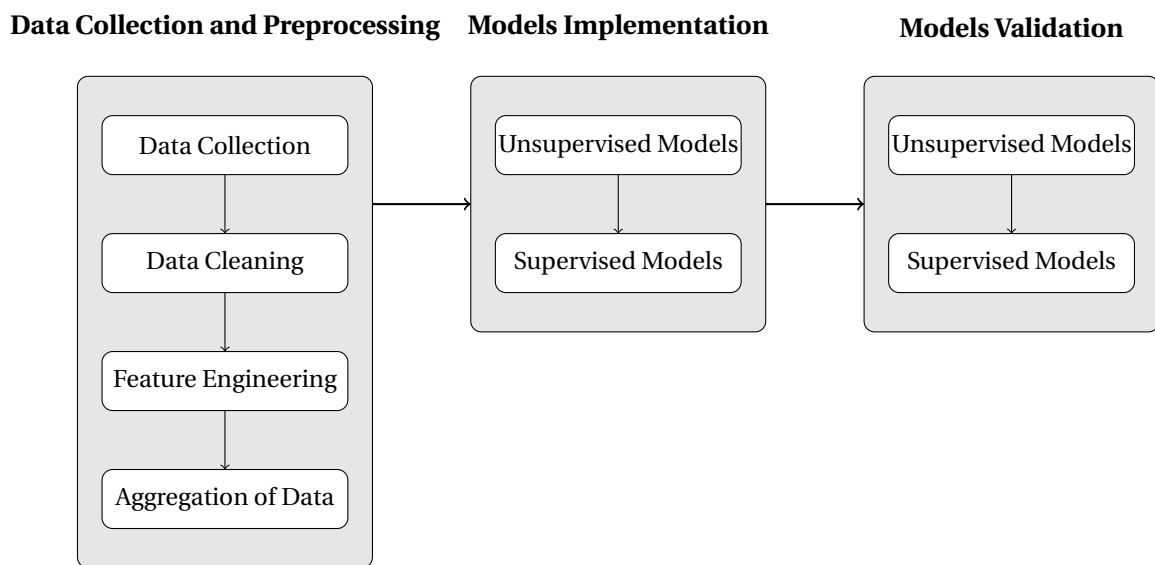 Data Collection and Preprocessing
Data Collection
Data Cleaning
Feature Engineering
Aggregation of Data
Models Implementation
Unsupervised Models
Supervised Models
Models Validation
Unsupervised Models
Supervised Models